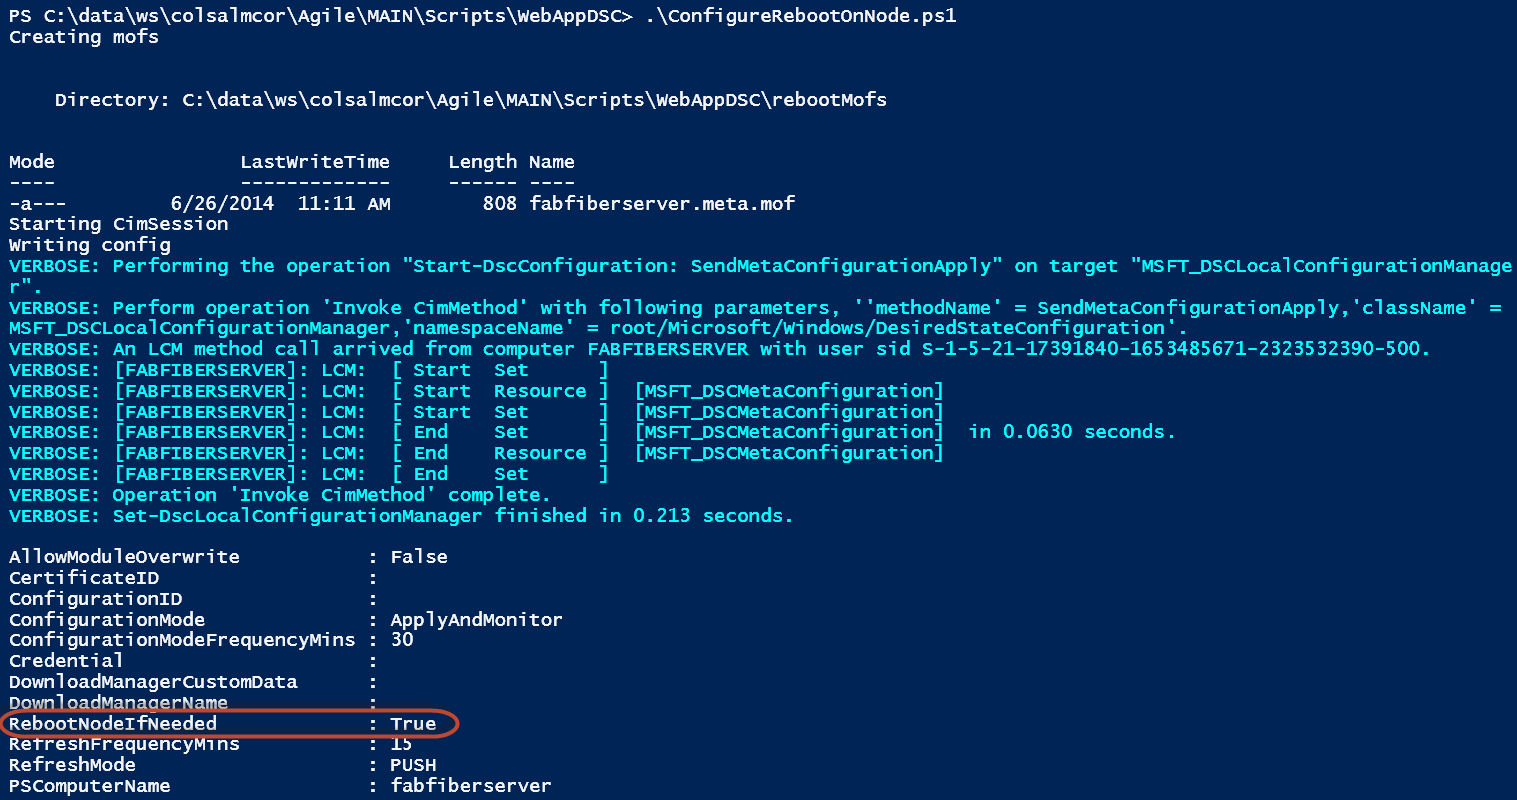 PS C:\data\ws\colsalmcor\Agile\MAIN\Scripts\WebAppDSC> .\ConfigureRebootOnNode.ps1
Creating mofs
Directory: C:\data\ws\colsalmcor\Agile\MAIN\Scripts\WebAppDSC\rebootMofs
Mode                LastWriteTime     Length Name
----                -------------     ------ ----
-a---         6/26/2014  11:11 AM        808 fabfiberserver.meta.mof
Starting CimSession
Writing config
VERBOSE: Performing the operation "Start-DscConfiguration: SendMetaConfigurationApply" on target "MSFT_DSCLocalConfigurationManage
r".
VERBOSE: Perform operation 'Invoke CimMethod' with following parameters, ''methodName' = SendMetaConfigurationApply,'className' =
MSFT_DSCLocalConfigurationManager,'namespaceName' = root/Microsoft/Windows/DesiredStateConfiguration'.
VERBOSE: An LCM method call arrived from computer FABFIBERSERVER with user sid S-1-5-21-17391840-1653485671-2323532390-500.
VERBOSE: [FABFIBERSERVER]: LCM:  [ Start  Set      ]
VERBOSE: [FABFIBERSERVER]: LCM:  [ Start  Resource ]  [MSFT_DSCMetaConfiguration]
VERBOSE: [FABFIBERSERVER]: LCM:  [ Start  Set      ]  [MSFT_DSCMetaConfiguration]
VERBOSE: [FABFIBERSERVER]: LCM:  [ End    Set      ]  [MSFT_DSCMetaConfiguration]  in 0.0630 seconds.
VERBOSE: [FABFIBERSERVER]: LCM:  [ End    Resource ]  [MSFT_DSCMetaConfiguration]
VERBOSE: [FABFIBERSERVER]: LCM:  [ End    Set      ]
VERBOSE: Operation 'Invoke CimMethod' complete.
VERBOSE: Set-DscLocalConfigurationManager finished in 0.213 seconds.
AllowModuleOverwrite           : False
CertificateID                  :
ConfigurationID                :
ConfigurationMode              : ApplyAndMonitor
ConfigurationModeFrequencyMins : 30
Credential                     :
DownloadManagerCustomData      :
DownloadManagerName            :
RebootNodeIfNeeded             : True
RefreshFrequencyMins           : 15
RefreshMode                    : PUSH
PSComputerName                 : fabfiberserver